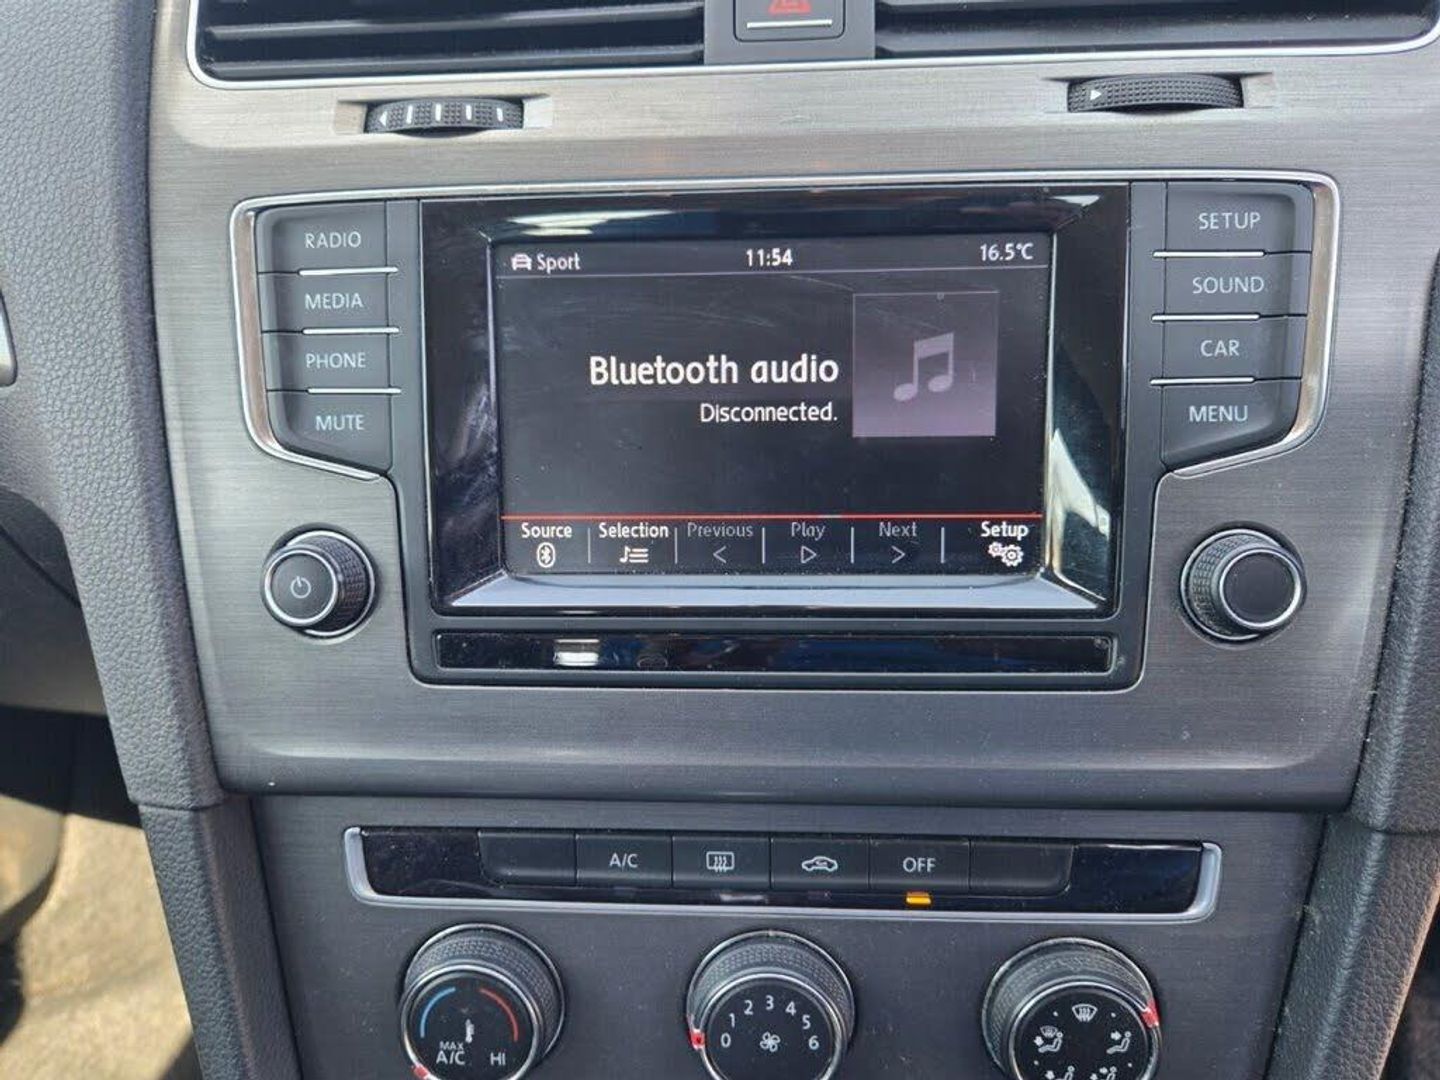 RADIO
MEDIA
PHONE
MUTE
Sport 11:54 16.5°C
Bluetooth audio
Disconnected.
Source Selection Previous Play Next Setup
SETUP
SOUND
CAR
MENU
A/C OFF
MAX
A/C HI
0 1 2 3 4 5 6